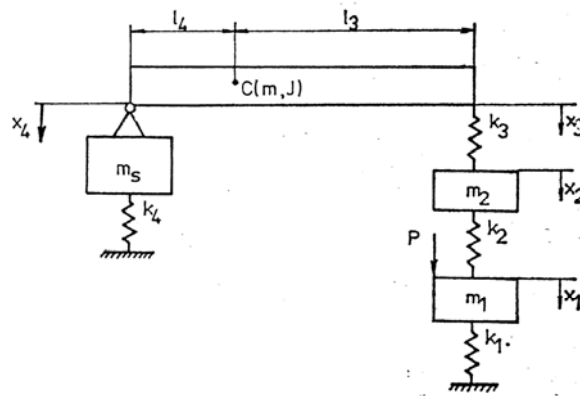 l₄ l₃
C(m,J)
x₄ k₃ x₃
mₛ m₂ x₂
k₄ k₂
P
m₁ x₁
k₁.